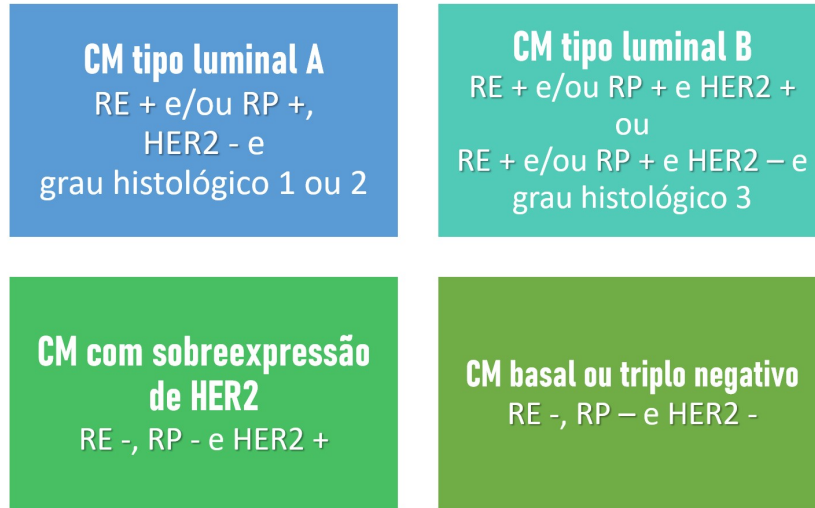 CM tipo luminal A
RE + e/ou RP +,
HER2 - e
grau histológico 1 ou 2
CM tipo luminal B
RE + e/ou RP + e HER2 +
ou
RE + e/ou RP + e HER2 – e
grau histológico 3
CM com sobreexpressão
de HER2
RE -, RP - e HER2 +
CM basal ou triplo negativo
RE -, RP – e HER2 -